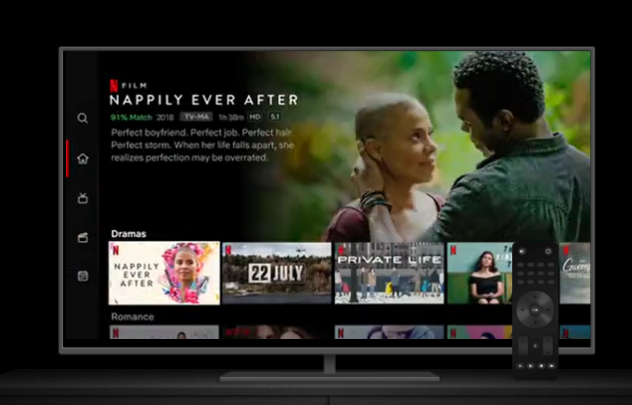 N FILM
NAPPILY EVER AFTER
91% Match 2018 TV-MA 1h 38m HD 5.1
Perfect boyfriend. Perfect job. Perfect hair.
Perfect storm. When her life falls apart, she
realizes perfection may be overrated.
Dramas
N
NAPPILY
EVER
AFTER
N
22 JULY
N
PRIVATE LIFE
N
N
Romance